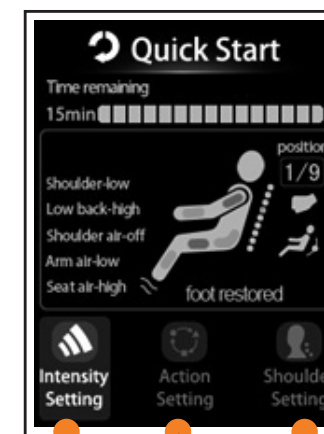 Quick Start
Time remaining
15min
position
1/9
Shoulder-low
Low back-high
Shoulder air-off
Arm air-low
Seat air-high
foot restored
Intensity
Setting
Action
Setting
Shoulde
Setting